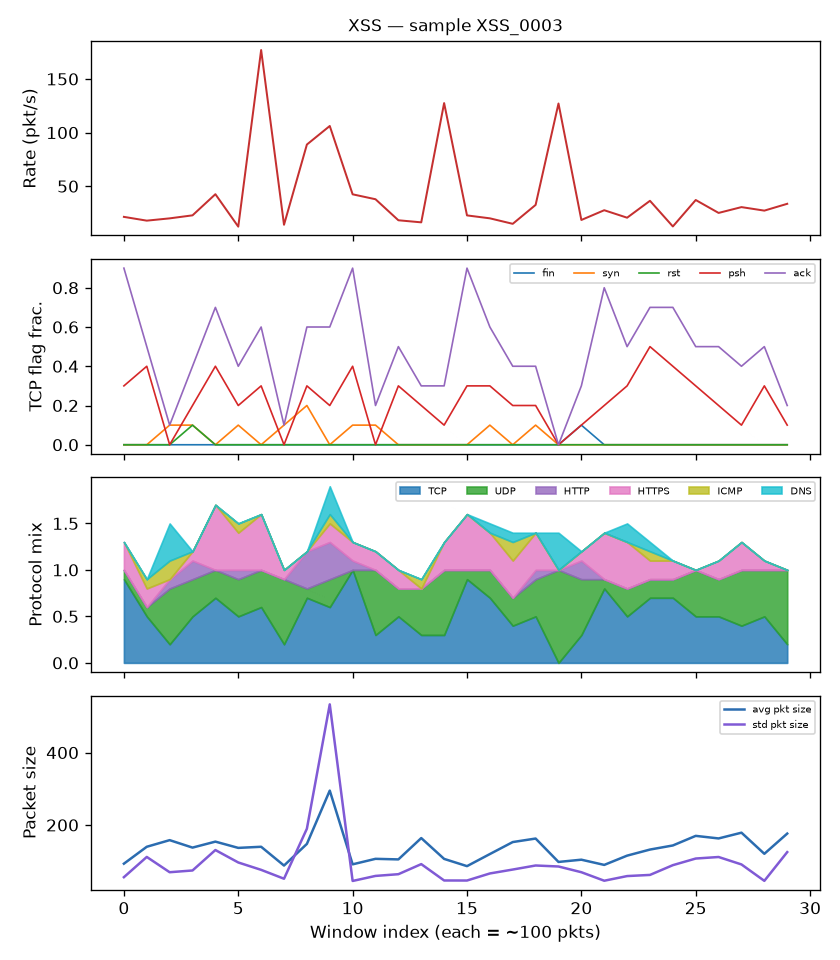 XSS — sample XSS_0003
Rate (pkt/s)
150
100
50
TCP flag frac.
0.8
0.6
0.4
0.2
0.0
fin syn rst psh ack
Protocol mix
1.5
1.0
0.5
0.0
TCP UDP HTTP HTTPS ICMP DNS
Packet size
400
200
avg pkt size
std pkt size
0 5 10 15 20 25 30
Window index (each = ~100 pkts)